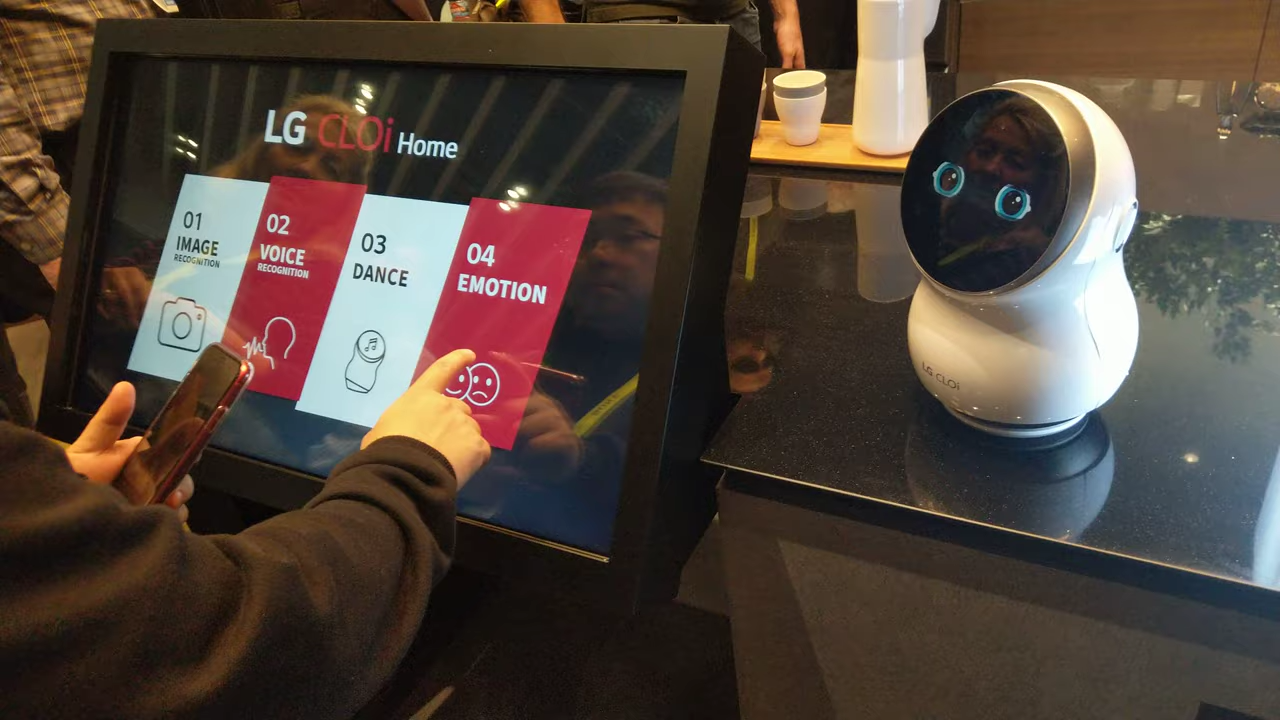 LG CLOi Home
01
IMAGE
RECOGNITION
02
VOICE
RECOGNITION
03
DANCE
04
EMOTION
LG CLOi